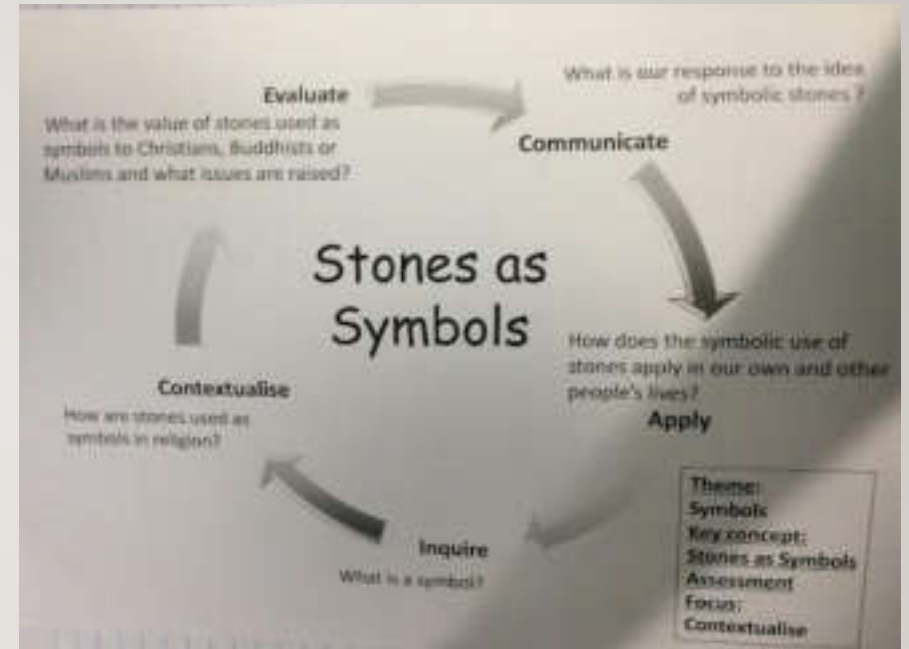 What is our response to the idea
of symbolic stones ?
Evaluate
What is the value of stones used as
symbols to Christians, Buddhists or
Muslims and what issues are raised?
Communicate
Stones as
Symbols
How does the symbolic use of
stones apply in our own and other
people's lives?
Apply
Contextualise
How are stones used as
symbols in religion?
Inquire
What is a symbol?
Theme:
Symbols
Key concept:
Stones as Symbols
Assessment
Focus:
Contextualise